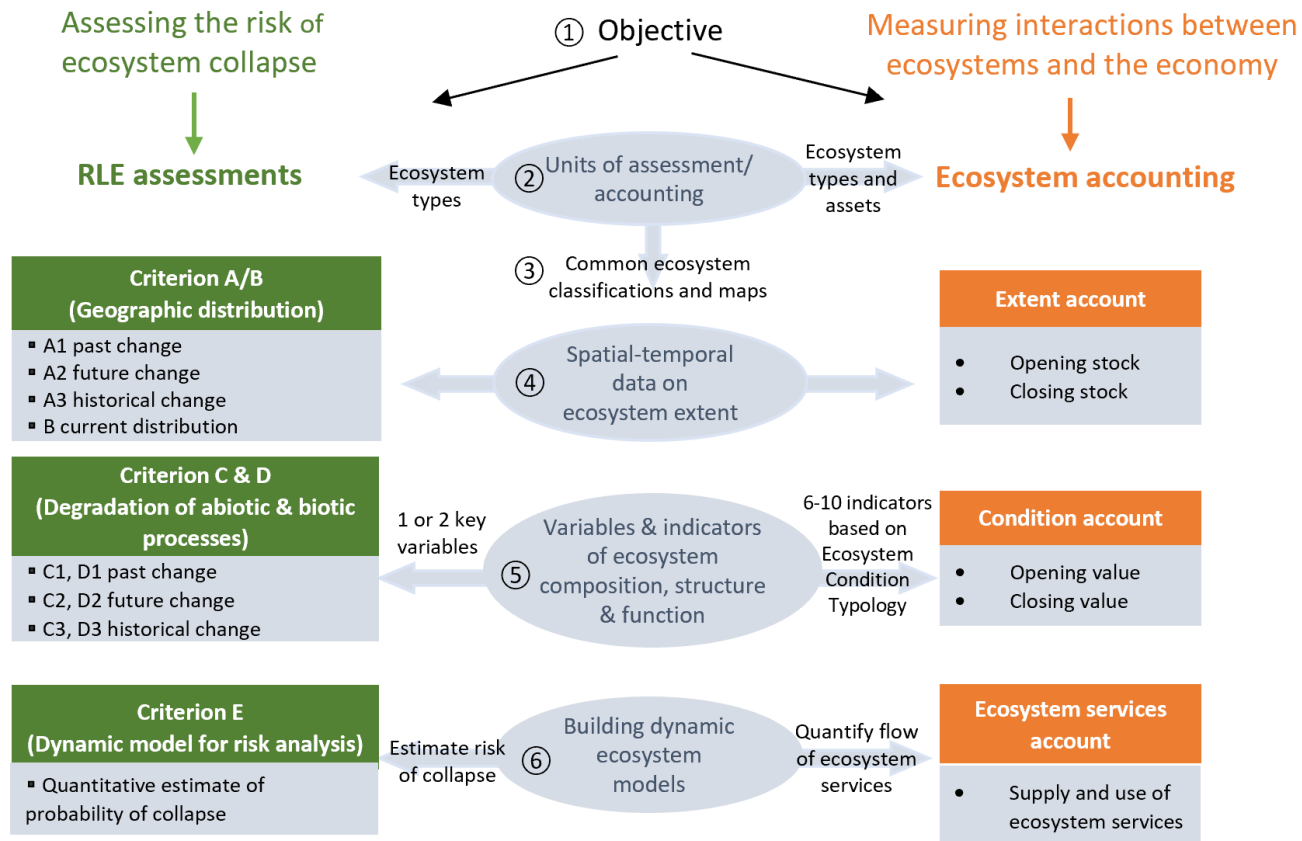 Assessing the risk of
ecosystem collapse
① Objective
Measuring interactions between
ecosystems and the economy
RLE assessments
Ecosystem
types
② Units of assessment/
accounting
Ecosystem
types and
assets
Ecosystem accounting
③ Common ecosystem
classifications and maps
Criterion A/B
(Geographic distribution)
▪ A1 past change
▪ A2 future change
▪ A3 historical change
▪ B current distribution
④ Spatial-temporal
data on
ecosystem extent
Extent account
• Opening stock
• Closing stock
Criterion C & D
(Degradation of abiotic & biotic
processes)
▪ C1, D1 past change
▪ C2, D2 future change
▪ C3, D3 historical change
1 or 2 key
variables
⑤ Variables & indicators
of ecosystem
composition, structure
& function
6-10 indicators
based on
Ecosystem
Condition
Typology
Condition account
• Opening value
• Closing value
Criterion E
(Dynamic model for risk analysis)
▪ Quantitative estimate of
probability of collapse
Estimate risk
of collapse
⑥ Building dynamic
ecosystem
models
Quantify flow
of ecosystem
services
Ecosystem services
account
• Supply and use of
ecosystem services